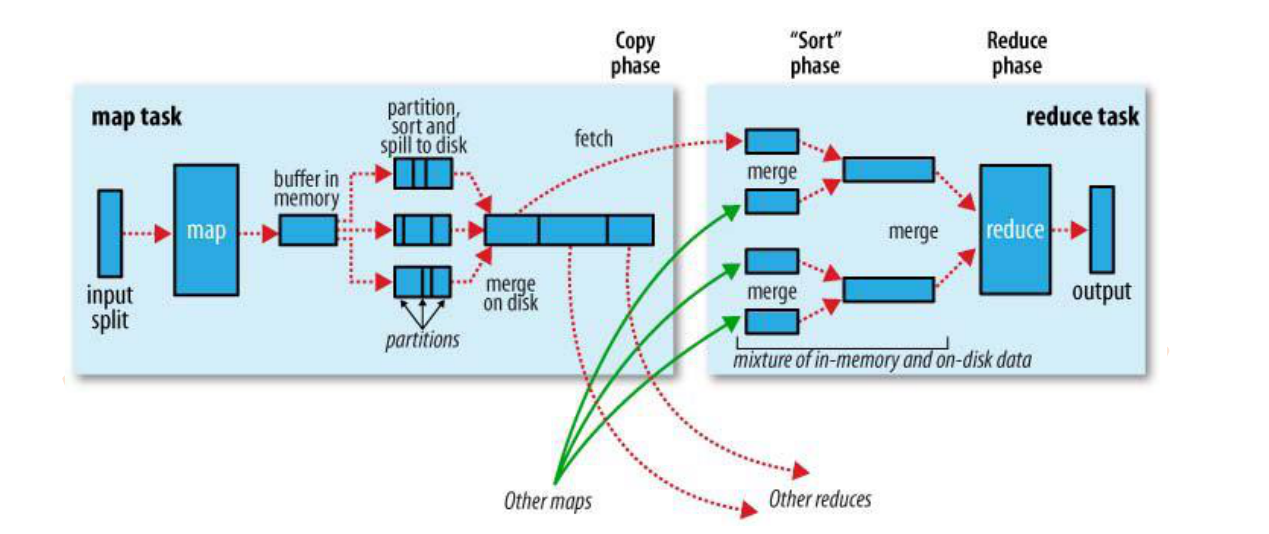 Copy
phase
“Sort”
phase
Reduce
phase
map task
partition,
sort and
spill to disk
fetch
reduce task
buffer in
memory
merge
map
merge
reduce
input
split
merge
on disk
merge
output
partitions
mixture of in-memory and on-disk data
Other maps
Other reduces